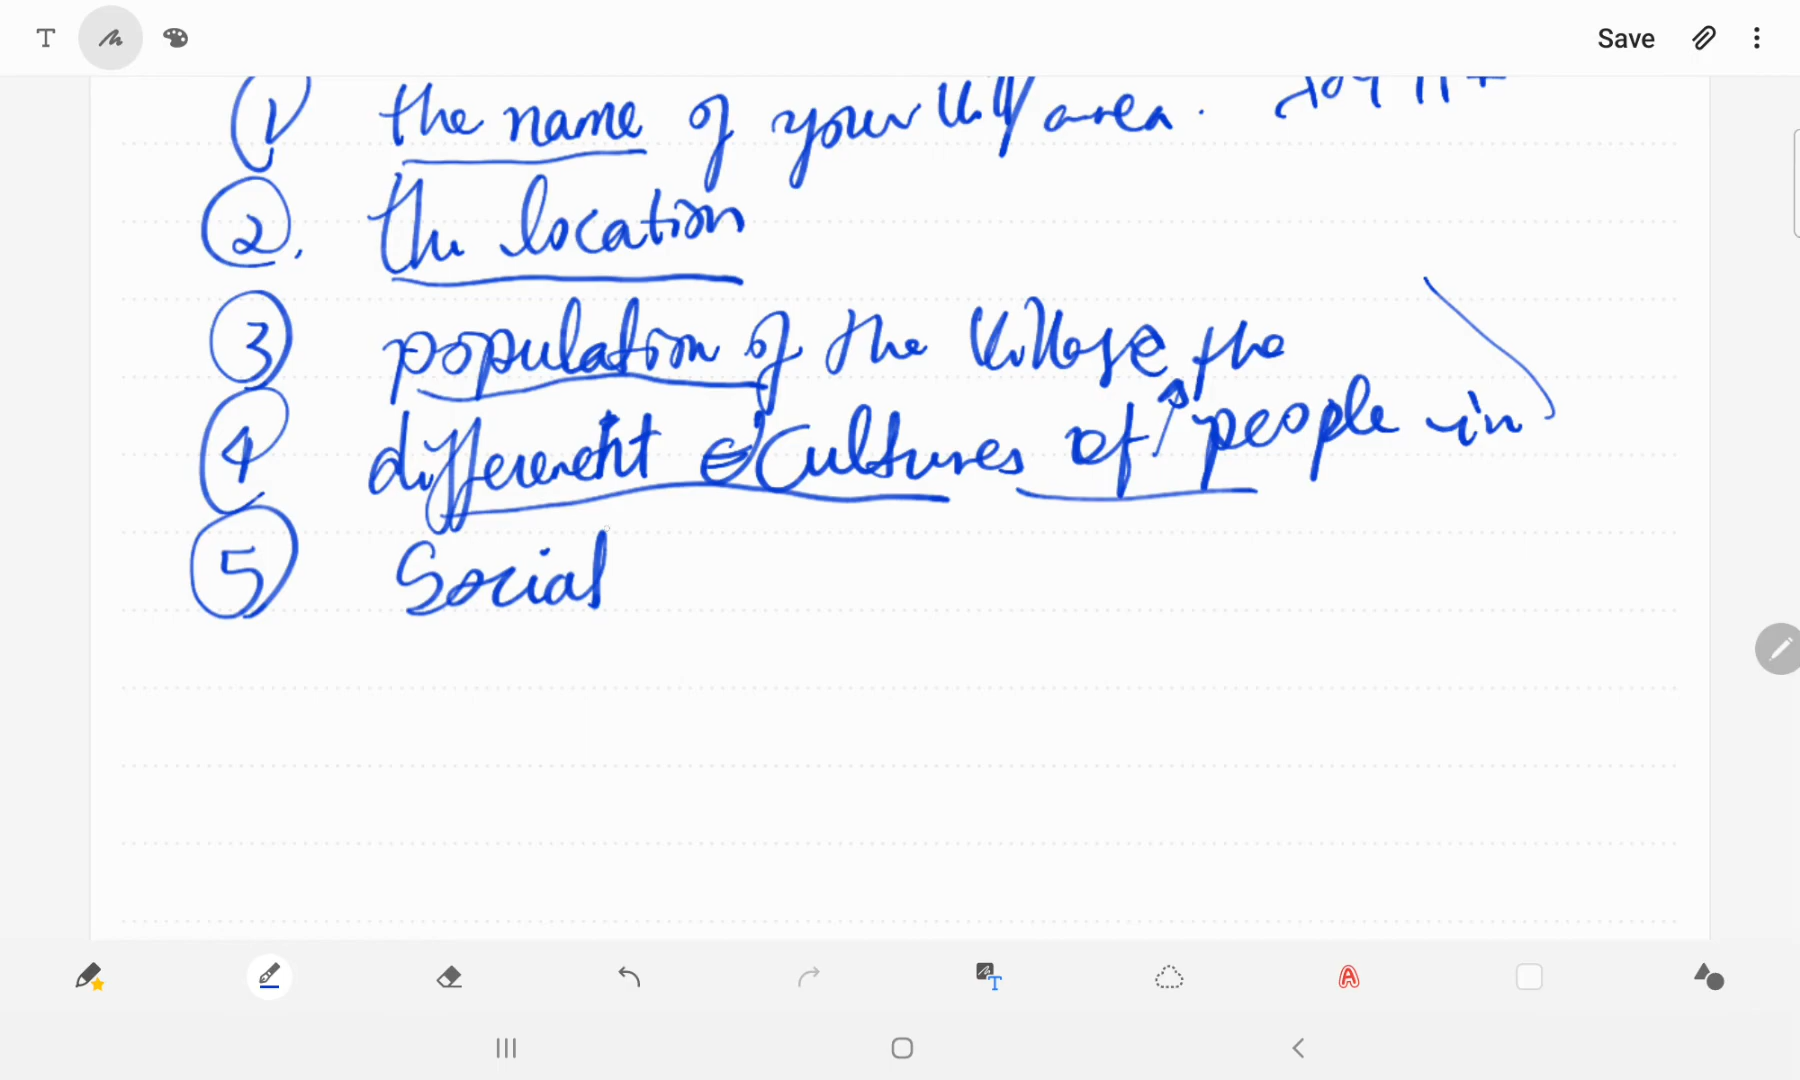 T
Save
① the name of your vill/area.
②. the location
③ population of the village
④ different cultures of the people in
⑤ Social
T
A